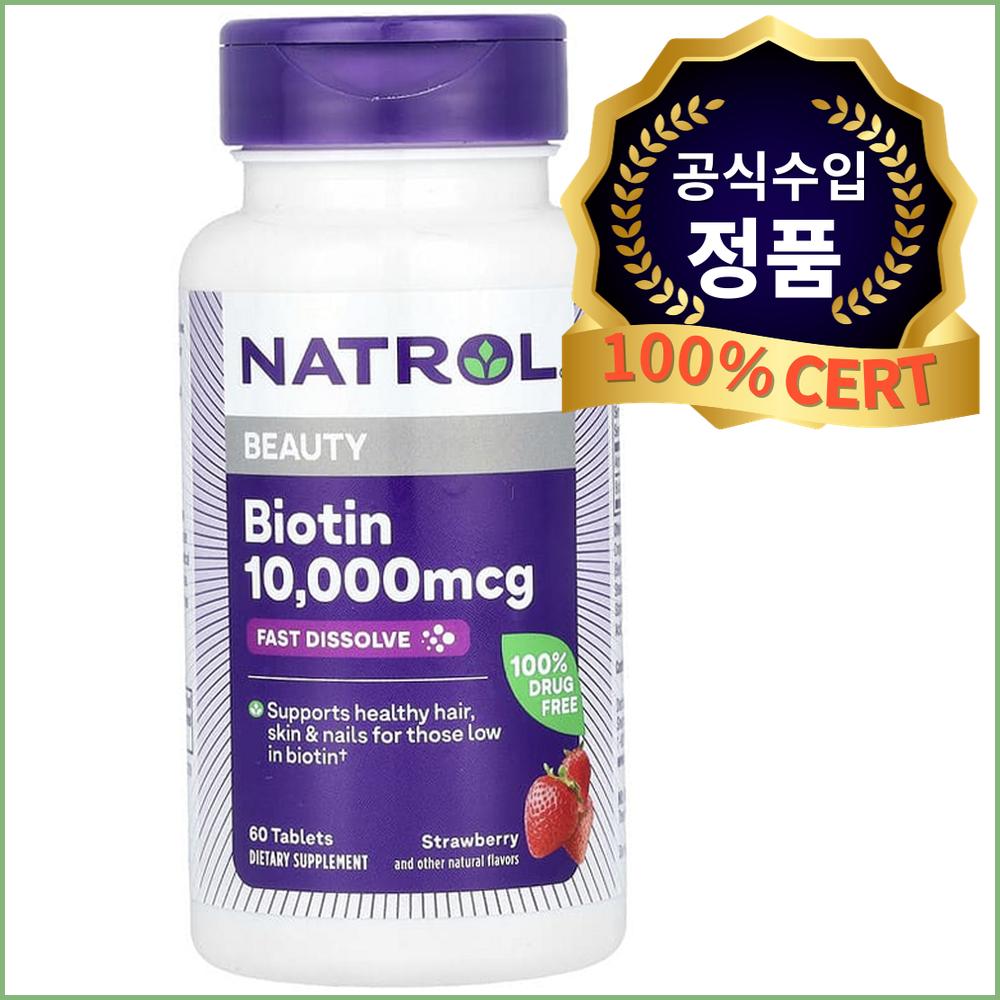 공식수입
정품
100% CERT
NATROL
BEAUTY
Biotin
10,000mcg
FAST DISSOLVE
100%
DRUG
FREE
Supports healthy hair,
skin & nails for those low
in biotin†
60 Tablets
DIETARY SUPPLEMENT
Strawberry
and other natural flavors